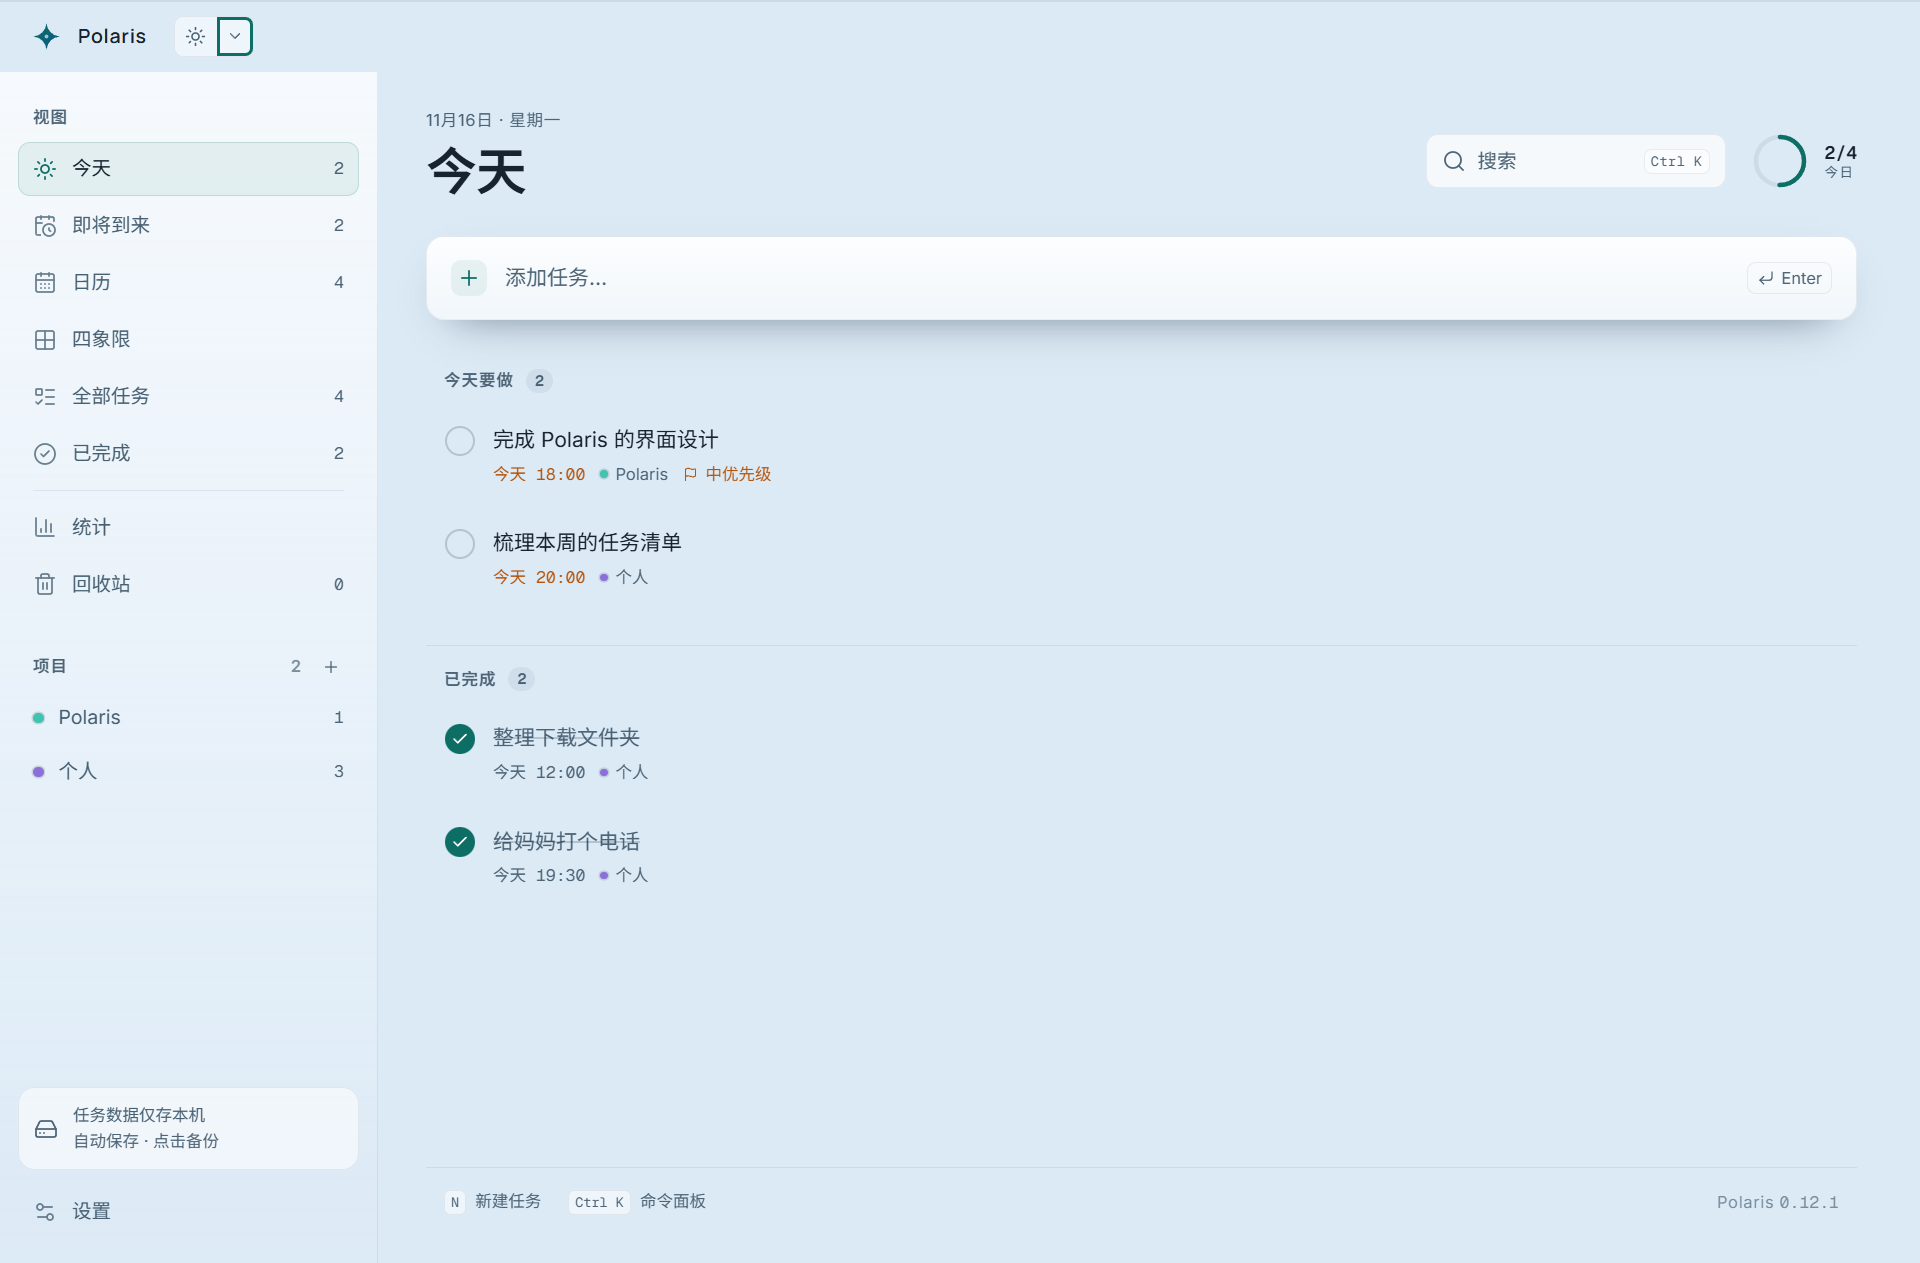 Polaris
视图
今天 2
即将到来 2
日历 4
四象限
全部任务 4
已完成 2
统计
回收站 0
项目 2
Polaris 1
个人 3
任务数据仅存本机
自动保存 · 点击备份
设置
11月16日 · 星期一
今天
搜索 Ctrl K
2/4
今日
添加任务... Enter
今天要做 2
完成 Polaris 的界面设计
今天 18:00 Polaris 中优先级
梳理本周的任务清单
今天 20:00 个人
已完成 2
整理下载文件夹
今天 12:00 个人
给妈妈打个电话
今天 19:30 个人
N 新建任务 Ctrl K 命令面板
Polaris 0.12.1